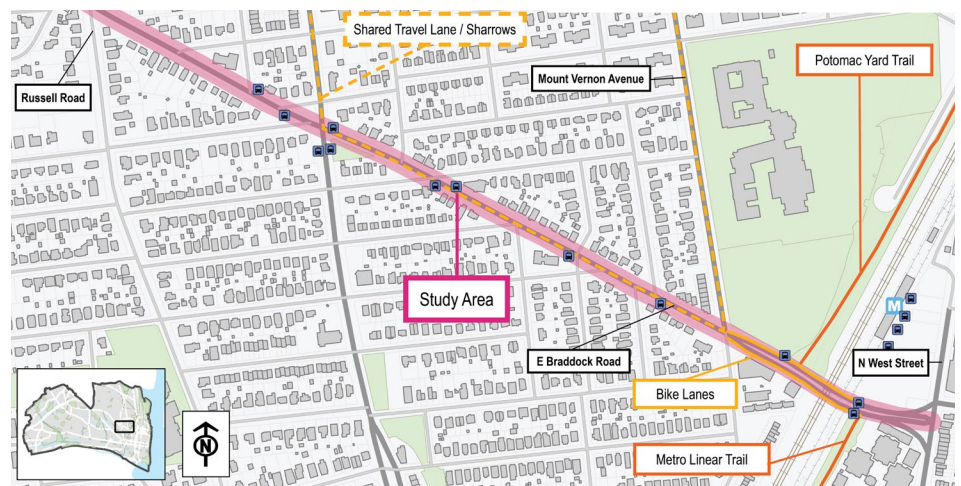 Shared Travel Lane / Sharrows
Potomac Yard Trail
Mount Vernon Avenue
Russell Road
Study Area
M
E Braddock Road
N West Street
Bike Lanes
N
Metro Linear Trail